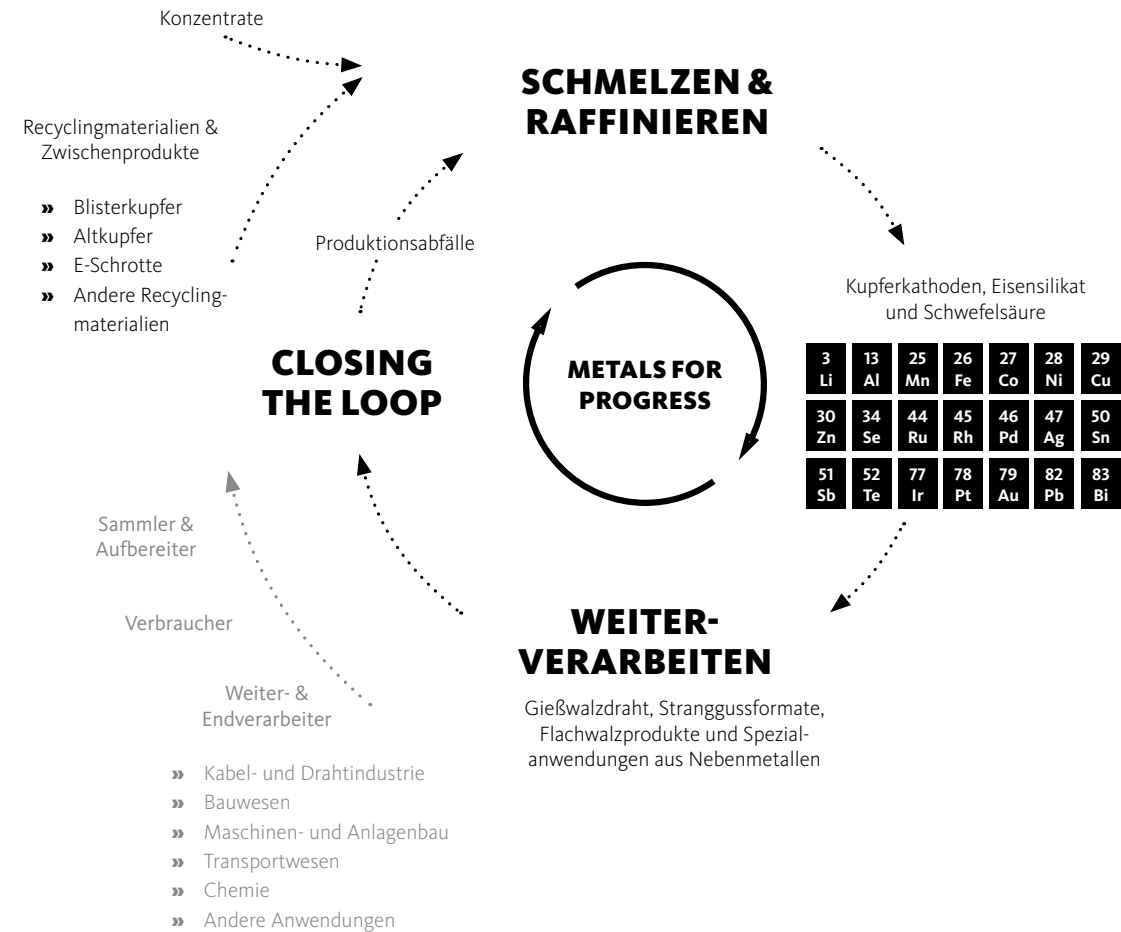 Konzentrate
SCHMELZEN &
RAFFINIEREN
Recyclingmaterialien &
Zwischenprodukte
» Blisterkupfer
» Altkupfer
» E-Schrotte
» Andere Recycling-
materialien
Produktionsabfälle
Kupferkathoden, Eisensilikat
und Schwefelsäure
3 13 25 26 27 28 29
Li Al Mn Fe Co Ni Cu
30 34 44 45 46 47 50
Zn Se Ru Rh Pd Ag Sn
51 52 77 78 79 82 83
Sb Te Ir Pt Au Pb Bi
CLOSING
THE LOOP
METALS FOR
PROGRESS
WEITER-
VERARBEITEN
Gießwalzdraht, Stranggussformate,
Flachwalzprodukte und Spezial-
anwendungen aus Nebenmetallen
Sammler &
Aufbereiter
Verbraucher
Weiter- &
Endverarbeiter
» Kabel- und Drahtindustrie
» Bauwesen
» Maschinen- und Anlagenbau
» Transportwesen
» Chemie
» Andere Anwendungen